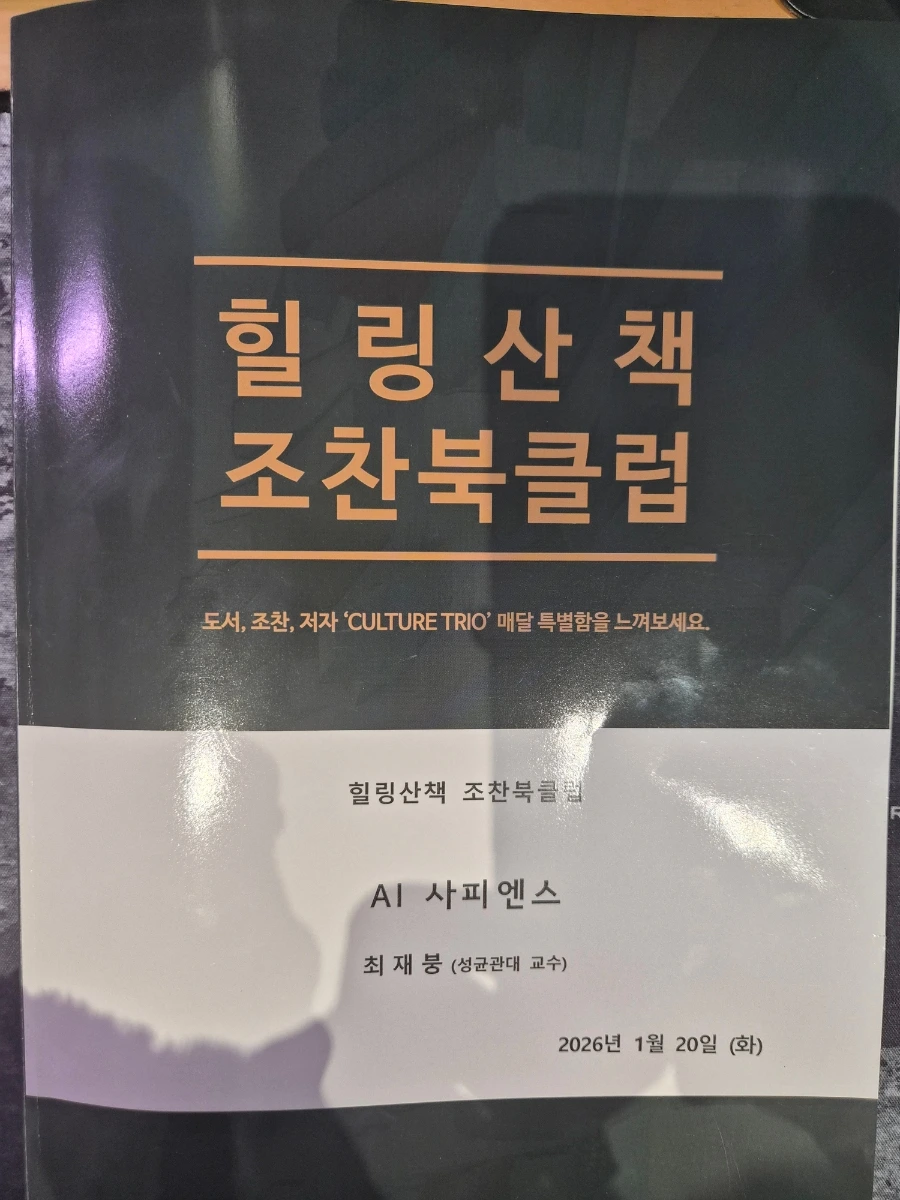 힐링산책
조찬북클럽
도서, 조찬, 저자 ‘CULTURE TRIO’ 매달 특별함을 느껴보세요.
힐링산책 조찬북클럽
AI 사피엔스
최재붕 (성균관대 교수)
2026년 1월 20일 (화)